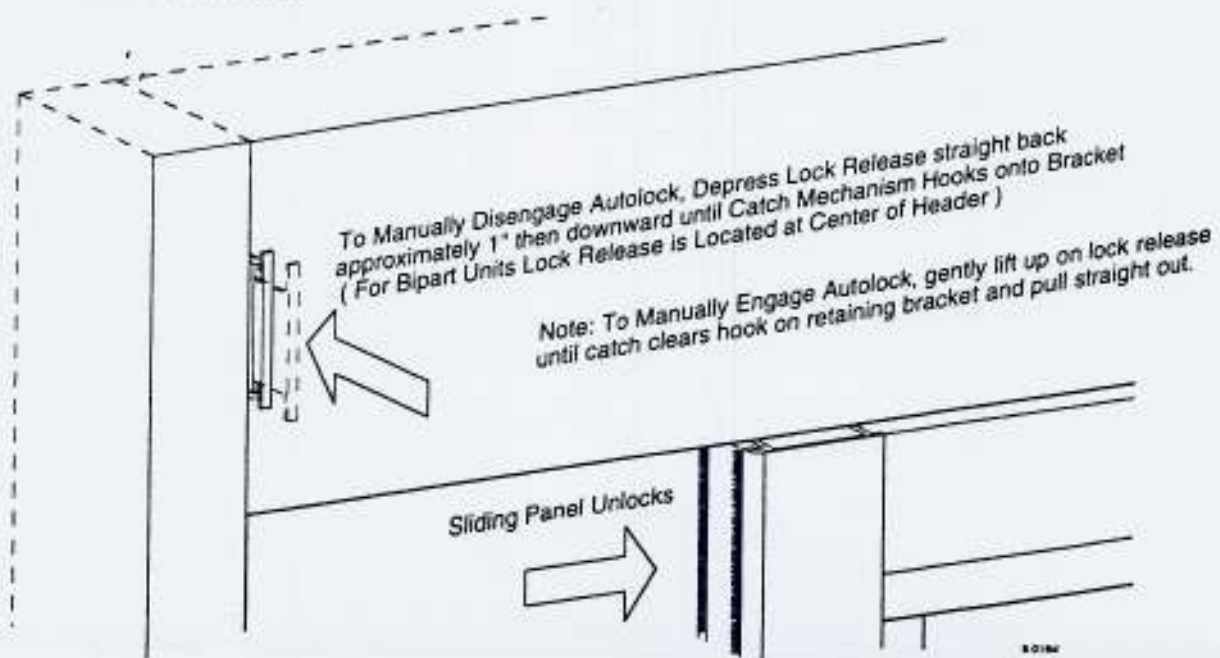 To Manually Disengage Autolock, Depress Lock Release straight back
approximately 1" then downward until Catch Mechanism Hooks onto Bracket
( For Bipart Units Lock Release is Located at Center of Header )
Note: To Manually Engage Autolock, gently lift up on lock release
until catch clears hook on retaining bracket and pull straight out.
Sliding Panel Unlocks